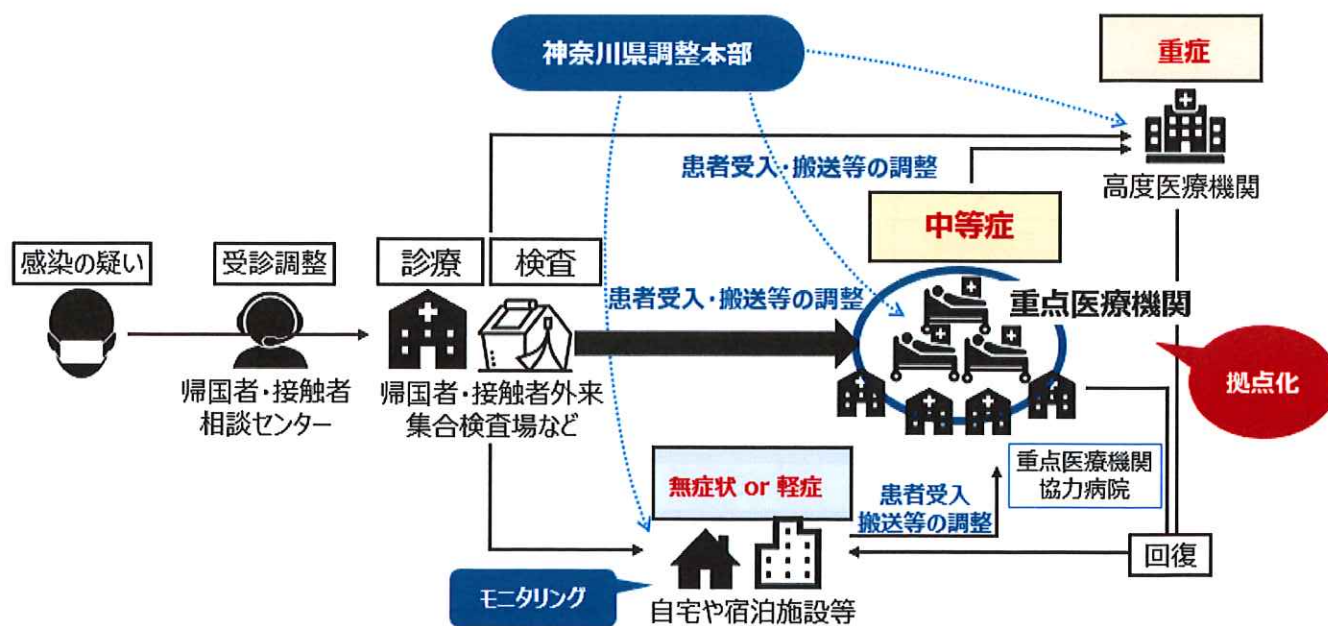 神奈川県調整本部
重症
患者受入・搬送等の調整
高度医療機関
中等症
感染の疑い
受診調整
診療
検査
患者受入・搬送等の調整
重点医療機関
拠点化
帰国者・接触者
相談センター
帰国者・接触者外来
集合検査場など
重点医療機関
協力病院
無症状 or 軽症
患者受入
搬送等の調整
回復
モニタリング
自宅や宿泊施設等